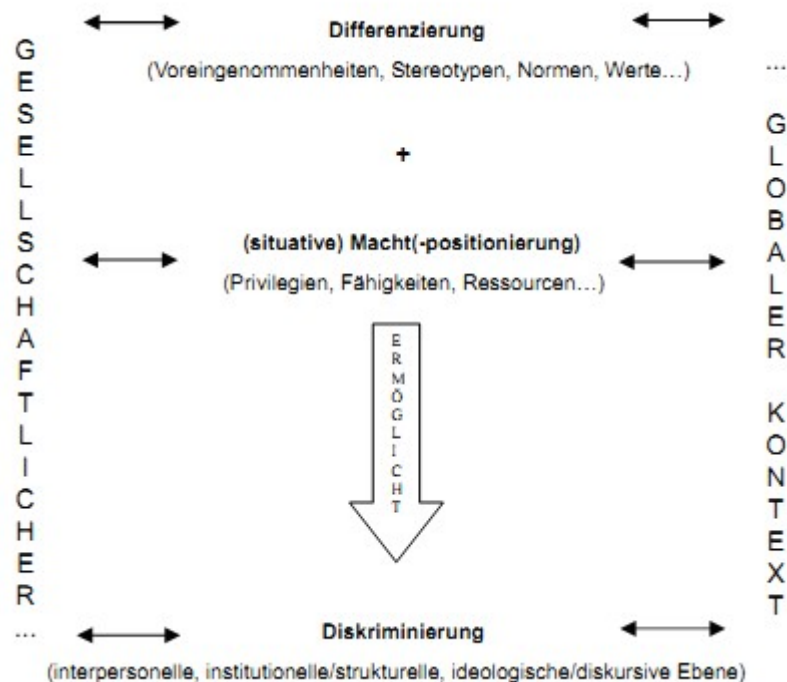 GESELLSCHAFTLICHER ...
Differenzierung
(Voreingenommenheiten, Stereotypen, Normen, Werte...)
+
(situative) Macht(-positionierung)
(Privilegien, Fähigkeiten, Ressourcen...)
ERMÖGLICHT
Diskriminierung
(interpersonelle, institutionelle/strukturelle, ideologische/diskursive Ebene)
... GLOBALER KONTEXT